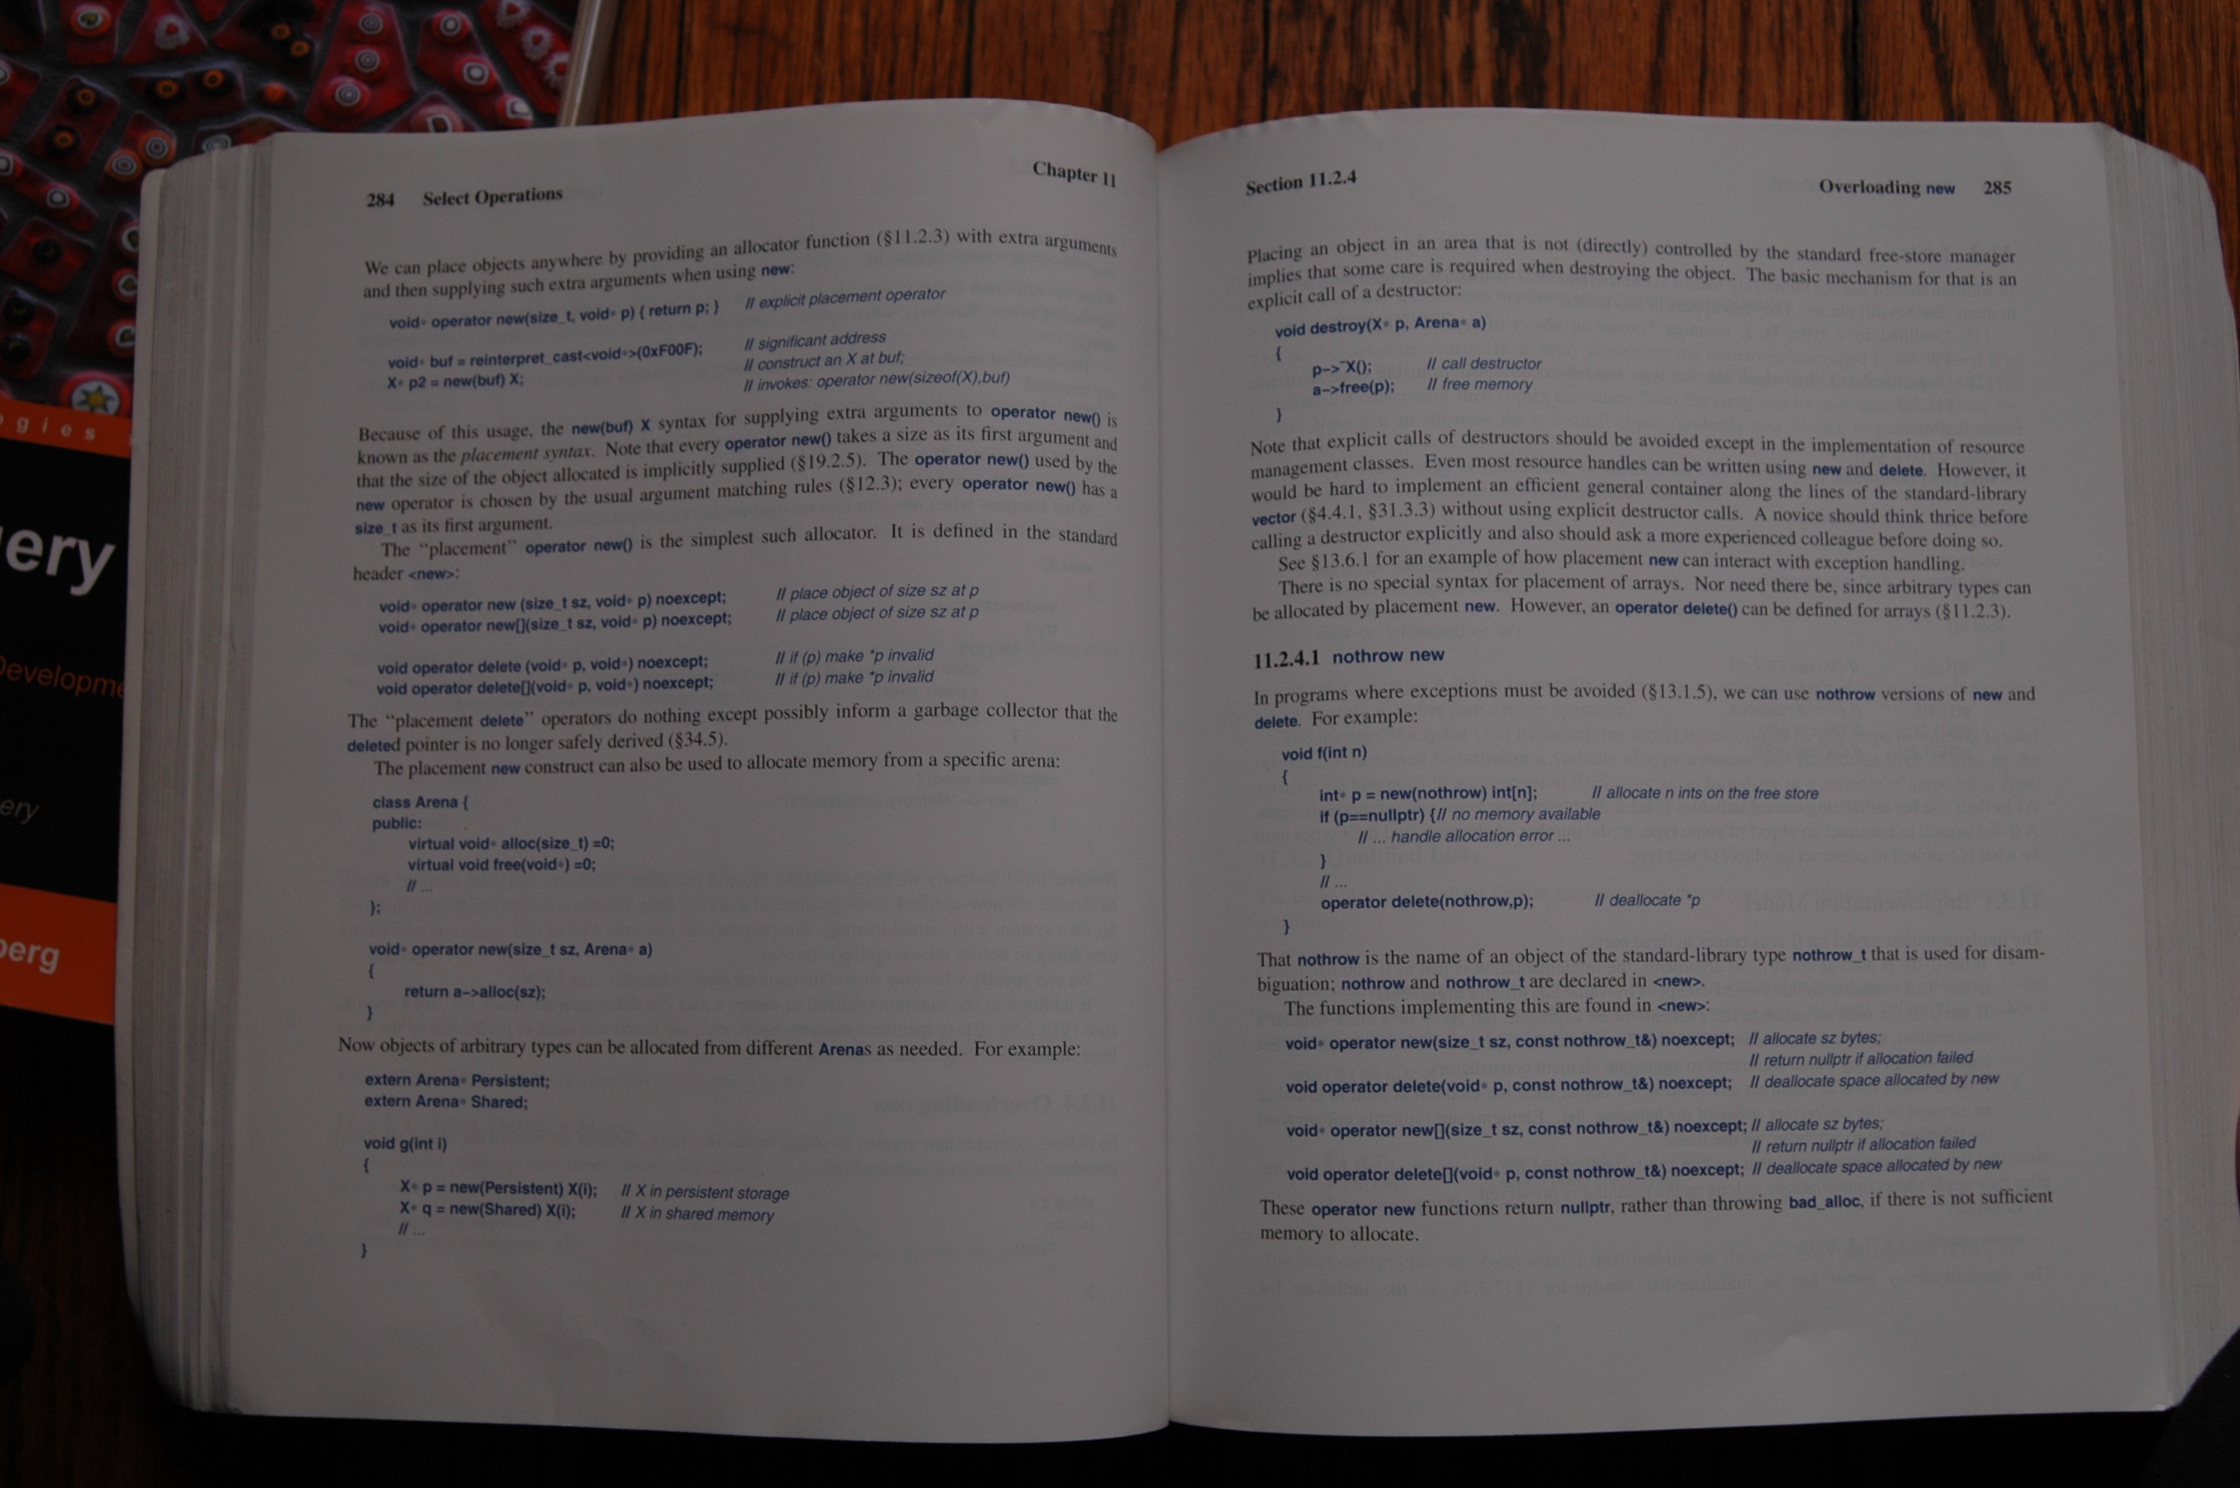 gies
ery
Developme
ery
berg
284 Select Operations Chapter 11
We can place objects anywhere by providing an allocator function (§11.2.3) with extra arguments
and then supplying such extra arguments when using new:
void* operator new(size_t, void* p) { return p; } // explicit placement operator
void* buf = reinterpret_cast<void*>(0xF00F); // significant address
X* p2 = new(buf) X; // construct an X at buf;
// invokes: operator new(sizeof(X),buf)
Because of this usage, the new(buf) X syntax for supplying extra arguments to operator new() is
known as the placement syntax. Note that every operator new() takes a size as its first argument and
that the size of the object allocated is implicitly supplied (§19.2.5). The operator new() used by the
new operator is chosen by the usual argument matching rules (§12.3); every operator new() has a
size_t as its first argument.
The “placement” operator new() is the simplest such allocator. It is defined in the standard
header <new>:
void* operator new (size_t sz, void* p) noexcept; // place object of size sz at p
void* operator new[](size_t sz, void* p) noexcept; // place object of size sz at p
void operator delete (void* p, void*) noexcept; // if (p) make *p invalid
void operator delete[](void* p, void*) noexcept; // if (p) make *p invalid
The “placement delete” operators do nothing except possibly inform a garbage collector that the
deleted pointer is no longer safely derived (§34.5).
The placement new construct can also be used to allocate memory from a specific arena:
class Arena {
public:
virtual void* alloc(size_t) =0;
virtual void free(void*) =0;
// ...
};
void* operator new(size_t sz, Arena* a)
{
return a->alloc(sz);
}
Now objects of arbitrary types can be allocated from different Arenas as needed. For example:
extern Arena* Persistent;
extern Arena* Shared;
void g(int i)
{
X* p = new(Persistent) X(i); // X in persistent storage
X* q = new(Shared) X(i); // X in shared memory
// ...
}
Section 11.2.4 Overloading new 285
Placing an object in an area that is not (directly) controlled by the standard free-store manager
implies that some care is required when destroying the object. The basic mechanism for that is an
explicit call of a destructor:
void destroy(X* p, Arena* a)
{
p->~X(); // call destructor
a->free(p); // free memory
}
Note that explicit calls of destructors should be avoided except in the implementation of resource
management classes. Even most resource handles can be written using new and delete. However, it
would be hard to implement an efficient general container along the lines of the standard-library
vector (§4.4.1, §31.3.3) without using explicit destructor calls. A novice should think thrice before
calling a destructor explicitly and also should ask a more experienced colleague before doing so.
See §13.6.1 for an example of how placement new can interact with exception handling.
There is no special syntax for placement of arrays. Nor need there be, since arbitrary types can
be allocated by placement new. However, an operator delete() can be defined for arrays (§11.2.3).
11.2.4.1 nothrow new
In programs where exceptions must be avoided (§13.1.5), we can use nothrow versions of new and
delete. For example:
void f(int n)
{
int* p = new(nothrow) int[n]; // allocate n ints on the free store
if (p==nullptr) {// no memory available
// ... handle allocation error ...
}
// ...
operator delete(nothrow,p); // deallocate *p
}
That nothrow is the name of an object of the standard-library type nothrow_t that is used for disam-
biguation; nothrow and nothrow_t are declared in <new>.
The functions implementing this are found in <new>:
void* operator new(size_t sz, const nothrow_t&) noexcept; // allocate sz bytes;
// return nullptr if allocation failed
void operator delete(void* p, const nothrow_t&) noexcept; // deallocate space allocated by new
void* operator new[](size_t sz, const nothrow_t&) noexcept; // allocate sz bytes;
// return nullptr if allocation failed
void operator delete[](void* p, const nothrow_t&) noexcept; // deallocate space allocated by new
These operator new functions return nullptr, rather than throwing bad_alloc, if there is not sufficient
memory to allocate.